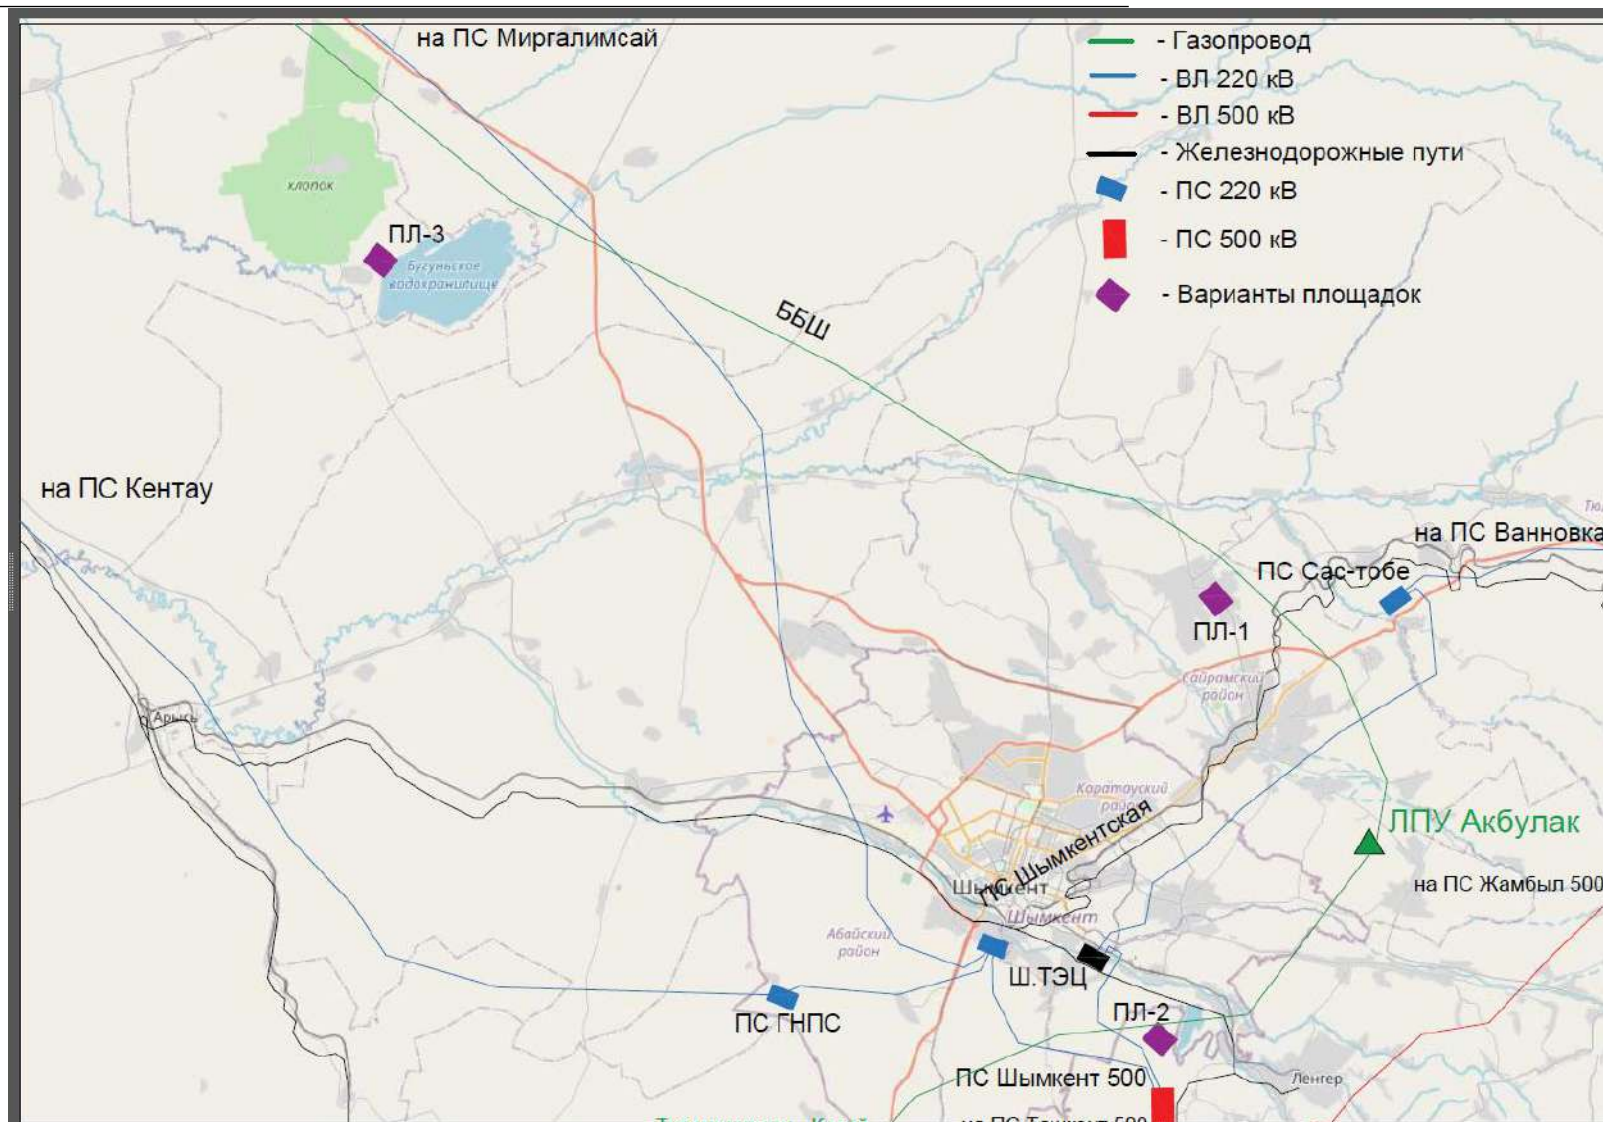 на ПС Миргалимсай
- Газопровод
- ВЛ 220 кВ
- ВЛ 500 кВ
- Железнодорожные пути
- ПС 220 кВ
- ПС 500 кВ
- Варианты площадок
хлопок
ПЛ-3
Бугуньское
водохранилище
ББШ
на ПС Кентау
на ПС Ванновка
ПС Сас-тобе
ПЛ-1
Сайрамский
район
Арысь
Каратауский
район
ЛПУ Акбулак
ПС Шымкентская
на ПС Жамбыл 500
Шымкент
Шымкент
Абайский
район
Ш.ТЭЦ
ПЛ-2
ПС ГНПС
ПС Шымкент 500
Ленгер